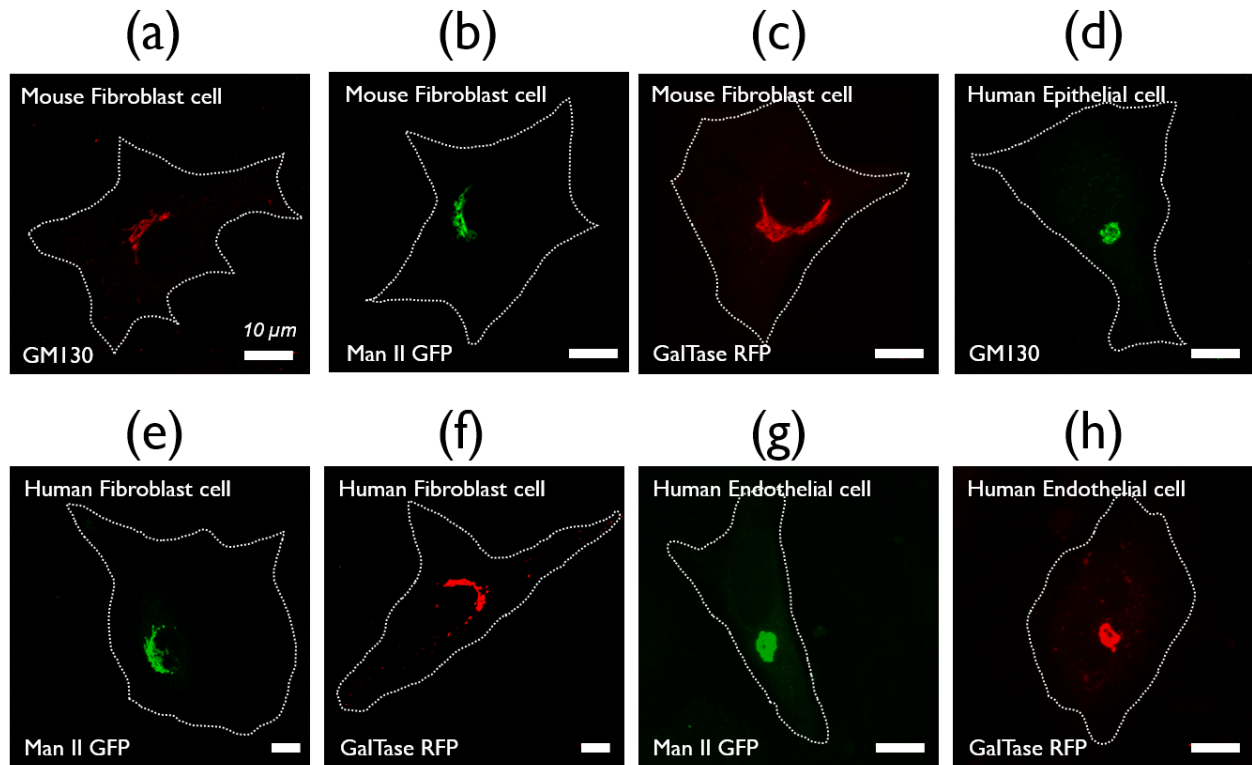 (a)
(b)
(c)
(d)
Mouse Fibroblast cell
Mouse Fibroblast cell
Mouse Fibroblast cell
Human Epithelial cell
10 µm
GM130
Man II GFP
GalTase RFP
GM130
(e)
(f)
(g)
(h)
Human Fibroblast cell
Human Fibroblast cell
Human Endothelial cell
Human Endothelial cell
Man II GFP
GalTase RFP
Man II GFP
GalTase RFP